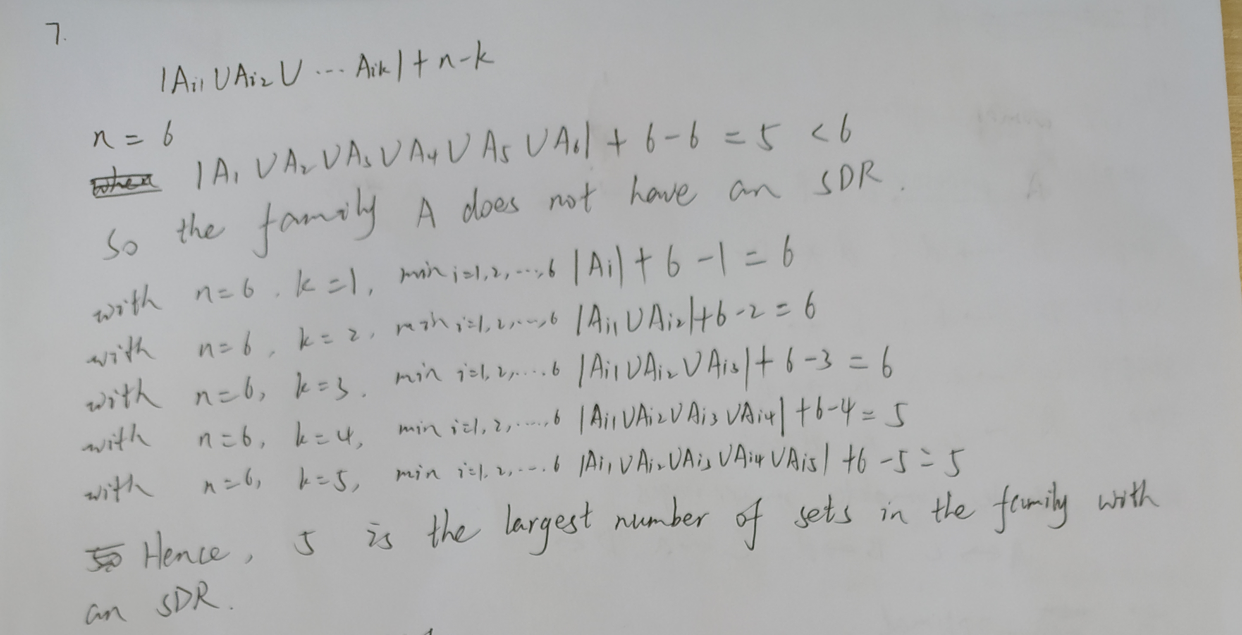 7.
|Ai1 ∪ Ai2 ∪ ... Aik| + n-k
n = 6
|A1 ∪ A2 ∪ A3 ∪ A4 ∪ A5 ∪ A6| + 6-6 = 5 < 6
So the family A does not have an SDR.
with n=6, k=1, min i=1,2,...,6 |Ai| + 6-1 = 6
with n=6, k=2, min i=1,2,...,6 |Ai1 ∪ Ai2| + 6-2 = 6
with n=6, k=3, min i=1,2,...,6 |Ai1 ∪ Ai2 ∪ Ai3| + 6-3 = 6
with n=6, k=4, min i=1,2,...,6 |Ai1 ∪ Ai2 ∪ Ai3 ∪ Ai4| + 6-4 = 5
with n=6, k=5, min i=1,2,...,6 |Ai1 ∪ Ai2 ∪ Ai3 ∪ Ai4 ∪ Ai5| + 6-5 = 5
Hence, 5 is the largest number of sets in the family with
an SDR.